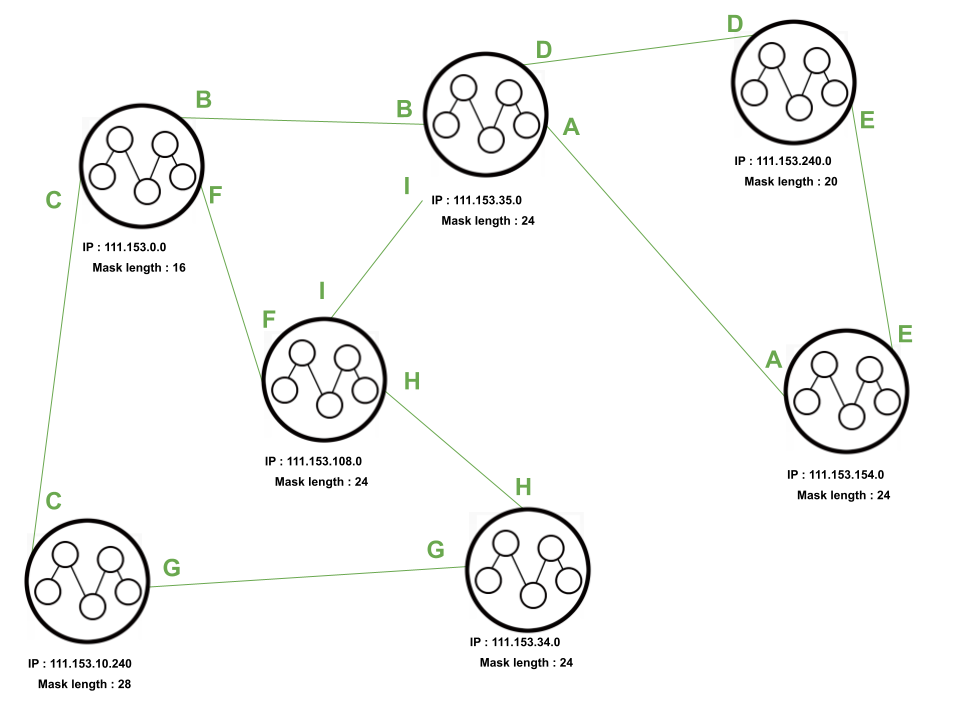 D
D
B
B
A
E
IP : 111.153.240.0
Mask length : 20
C
F
I
IP : 111.153.35.0
Mask length : 24
IP : 111.153.0.0
Mask length : 16
I
F
H
E
A
IP : 111.153.108.0
Mask length : 24
IP : 111.153.154.0
Mask length : 24
C
H
G
G
IP : 111.153.34.0
Mask length : 24
IP : 111.153.10.240
Mask length : 28